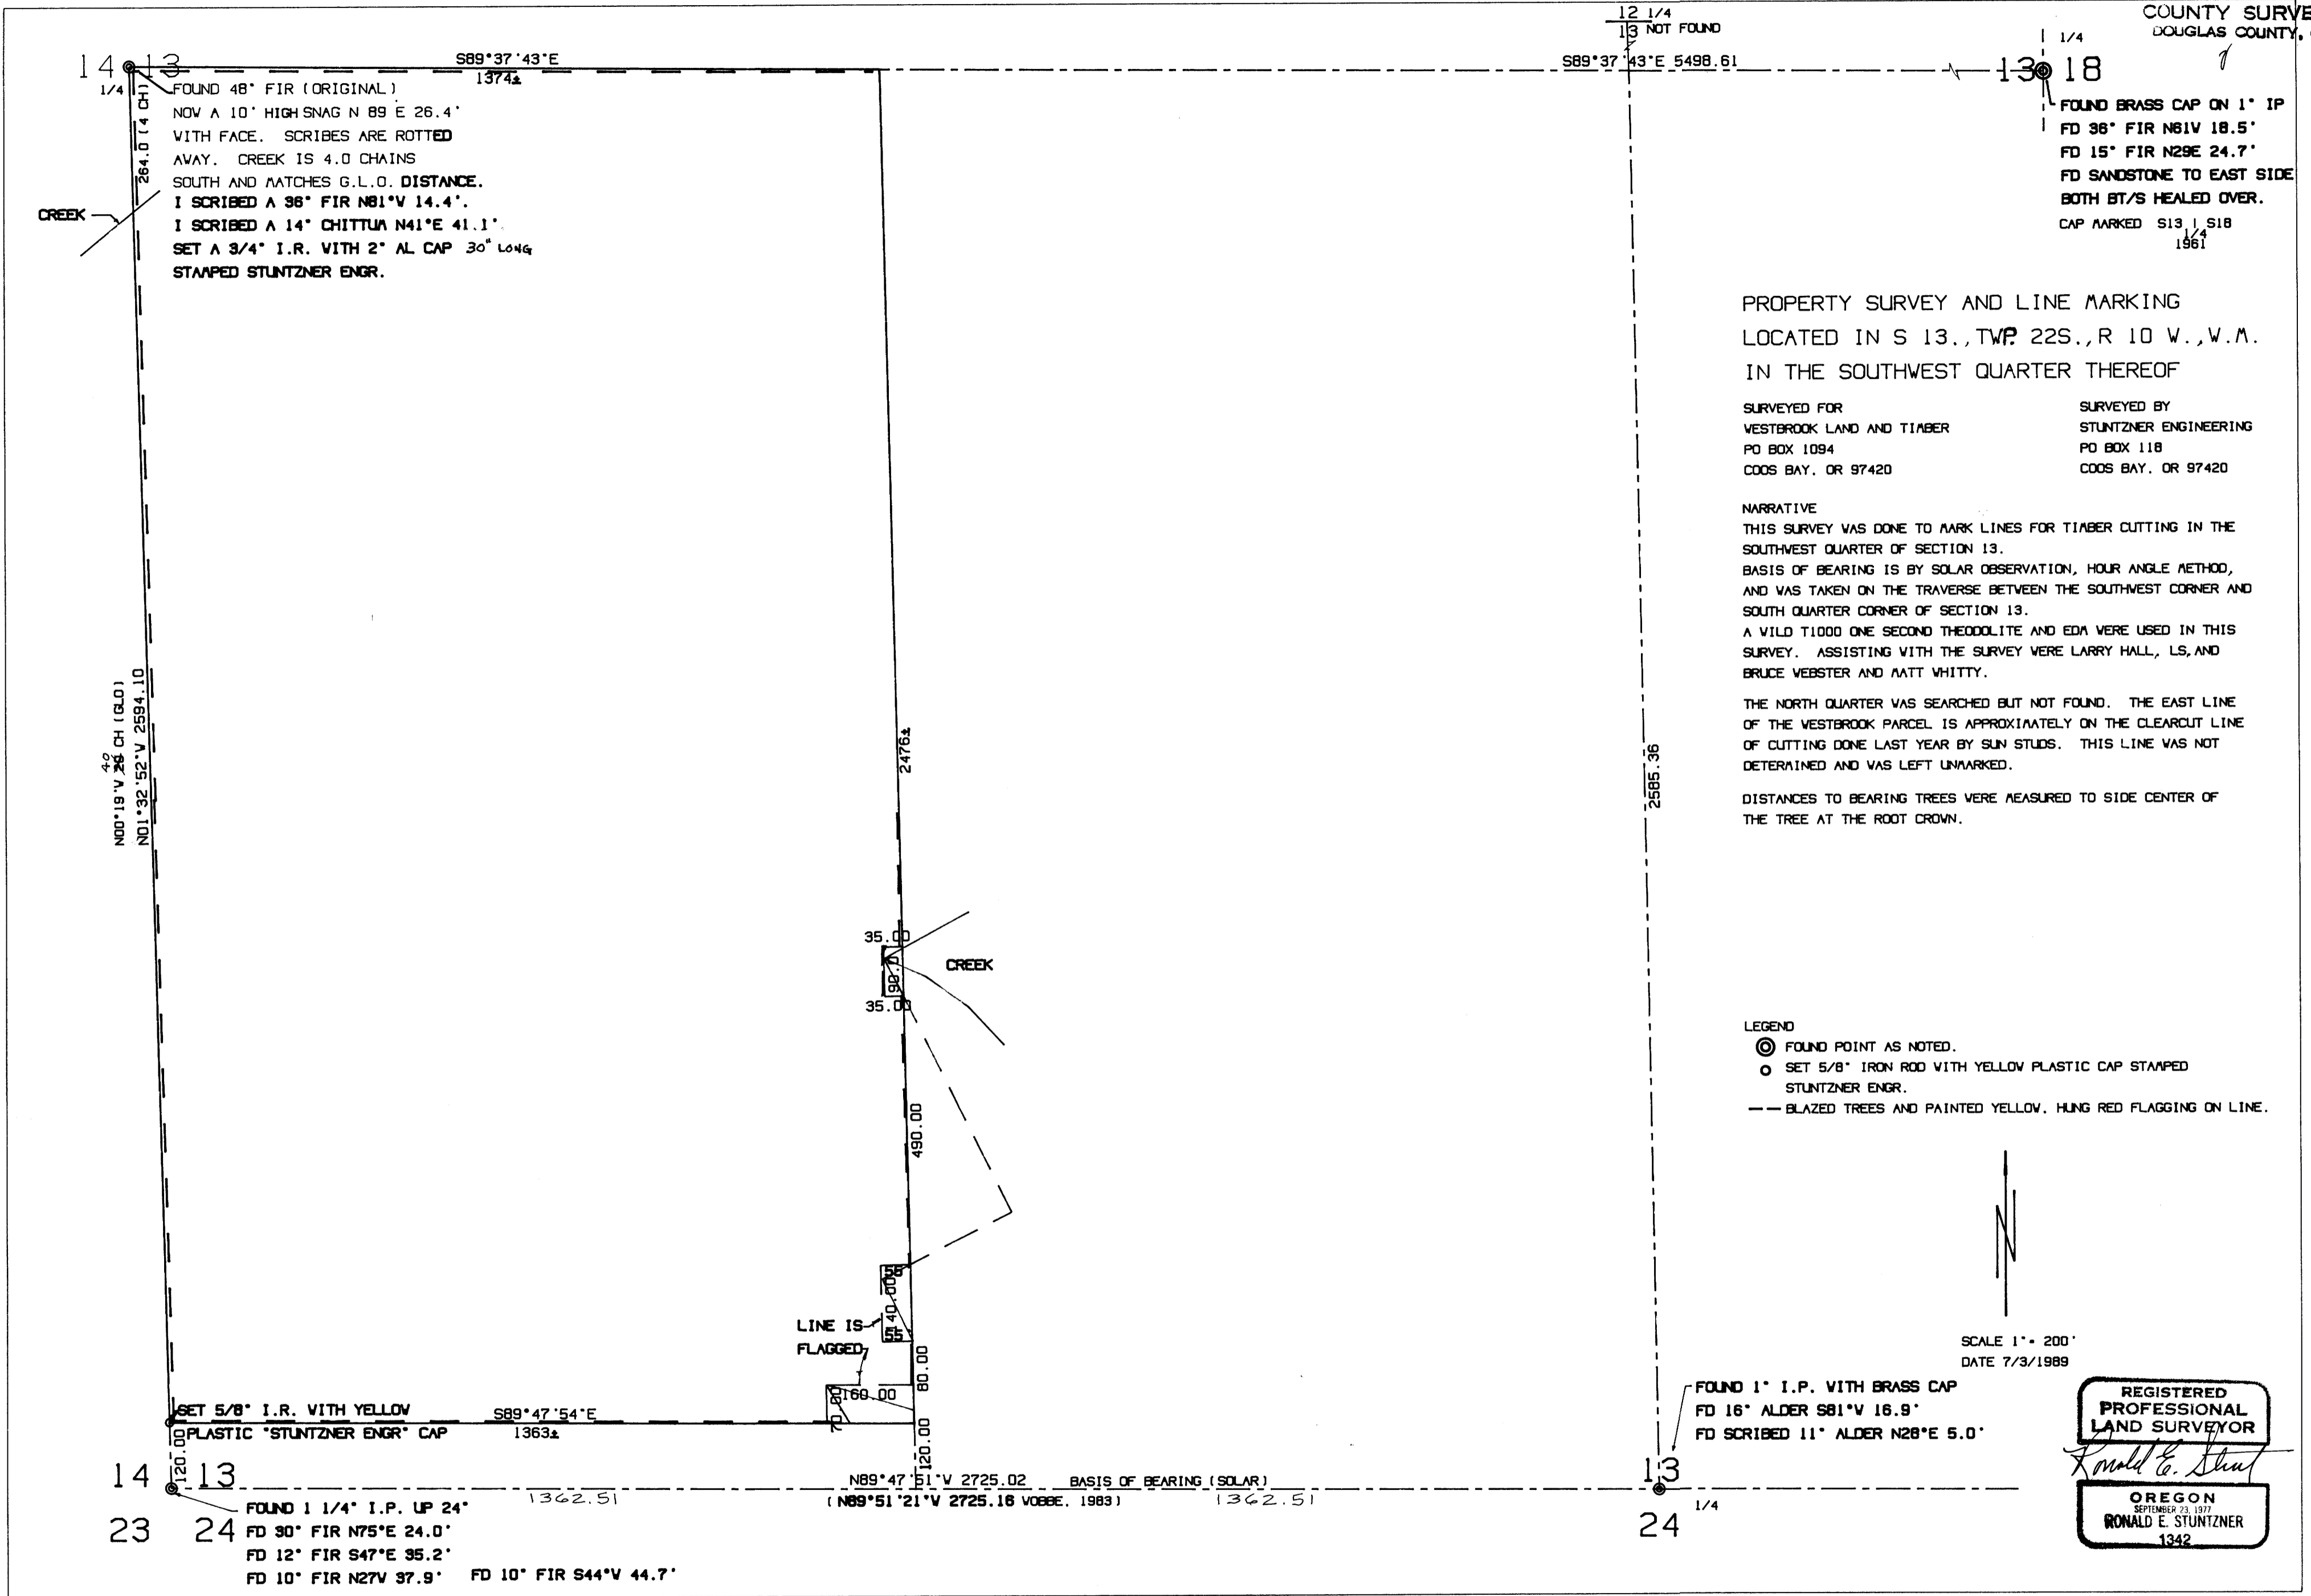 COUNTY SURVE
DOUGLAS COUNTY,
12 1/4
13 NOT FOUND
1/4
14 13
1/4
S89°37'43"E
1374±
S89°37'43"E 5498.61
13 18
FOUND 48" FIR (ORIGINAL)
NOW A 10' HIGH SNAG N 89 E 26.4'
WITH FACE. SCRIBES ARE ROTTED
AWAY. CREEK IS 4.0 CHAINS
SOUTH AND MATCHES G.L.O. DISTANCE.
I SCRIBED A 36" FIR N81°W 14.4'.
I SCRIBED A 14" CHITTUM N41°E 41.1'.
SET A 3/4" I.R. WITH 2" AL CAP 30" LONG
STAMPED STUNTZNER ENGR.
264.0 (4 CH)
CREEK
FOUND BRASS CAP ON 1" IP
FD 36" FIR N61W 18.5'
FD 15" FIR N29E 24.7'
FD SANDSTONE TO EAST SIDE
BOTH BT/S HEALED OVER.
CAP MARKED S13 | S18
1/4
1961
PROPERTY SURVEY AND LINE MARKING
LOCATED IN S 13., TWP. 22S., R 10 W., W.M.
IN THE SOUTHWEST QUARTER THEREOF
SURVEYED FOR
WESTBROOK LAND AND TIMBER
PO BOX 1094
COOS BAY. OR 97420
SURVEYED BY
STUNTZNER ENGINEERING
PO BOX 118
COOS BAY. OR 97420
NARRATIVE
THIS SURVEY WAS DONE TO MARK LINES FOR TIMBER CUTTING IN THE
SOUTHWEST QUARTER OF SECTION 13.
BASIS OF BEARING IS BY SOLAR OBSERVATION, HOUR ANGLE METHOD,
AND WAS TAKEN ON THE TRAVERSE BETWEEN THE SOUTHWEST CORNER AND
SOUTH QUARTER CORNER OF SECTION 13.
A WILD T1000 ONE SECOND THEODOLITE AND EDM WERE USED IN THIS
SURVEY. ASSISTING WITH THE SURVEY WERE LARRY HALL, LS, AND
BRUCE WEBSTER AND MATT WHITTY.
THE NORTH QUARTER WAS SEARCHED BUT NOT FOUND. THE EAST LINE
OF THE WESTBROOK PARCEL IS APPROXIMATELY ON THE CLEARCUT LINE
OF CUTTING DONE LAST YEAR BY SUN STUDS. THIS LINE WAS NOT
DETERMINED AND WAS LEFT UNMARKED.
DISTANCES TO BEARING TREES WERE MEASURED TO SIDE CENTER OF
THE TREE AT THE ROOT CROWN.
40
N00°19'W CH (GLO)
N01°32'52"W 2594.10
2476±
2585.36
35.00
90.0
35.00
CREEK
490.00
LEGEND
FOUND POINT AS NOTED.
SET 5/8" IRON ROD WITH YELLOW PLASTIC CAP STAMPED
STUNTZNER ENGR.
BLAZED TREES AND PAINTED YELLOW. HUNG RED FLAGGING ON LINE.
N
SCALE 1"= 200'
DATE 7/3/1989
55
140.00
55
LINE IS
FLAGGED
80.00
160.00
70.00
SET 5/8" I.R. WITH YELLOW
PLASTIC "STUNTZNER ENGR" CAP
S89°47'54"E
1363±
120.00
120.00
14 13
23 24
FOUND 1 1/4" I.P. UP 24"
FD 30" FIR N75°E 24.0'
FD 12" FIR S47°E 35.2'
FD 10" FIR N27W 37.9' FD 10" FIR S44°W 44.7'
N89°47'51"W 2725.02 BASIS OF BEARING (SOLAR)
1362.51 (N89°51'21"W 2725.16 VOBBE. 1983) 1362.51
FOUND 1" I.P. WITH BRASS CAP
FD 16" ALDER S81°W 16.9'
FD SCRIBED 11" ALDER N28°E 5.0'
13
1/4
24
REGISTERED
PROFESSIONAL
LAND SURVEYOR
Ronald E. Stunt
OREGON
SEPTEMBER 23, 1977
RONALD E. STUNTZNER
1342